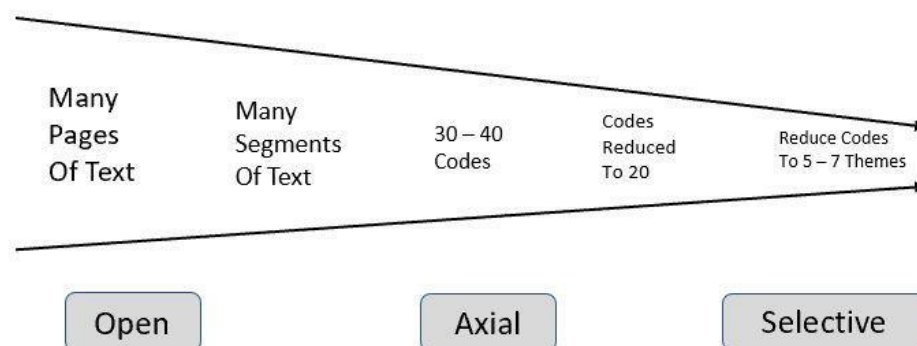 Many
Pages
Of Text
Many
Segments
Of Text
30 – 40
Codes
Codes
Reduced
To 20
Reduce Codes
To 5 – 7 Themes
Open
Axial
Selective